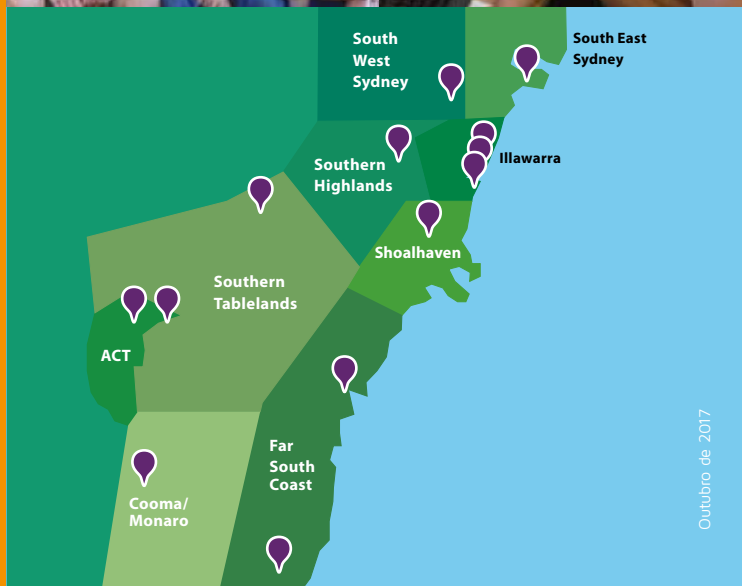 South
West
Sydney
South East
Sydney
Illawarra
Southern
Highlands
Shoalhaven
Southern
Tablelands
ACT
Far
South
Coast
Cooma/
Monaro
Outubro de 2017